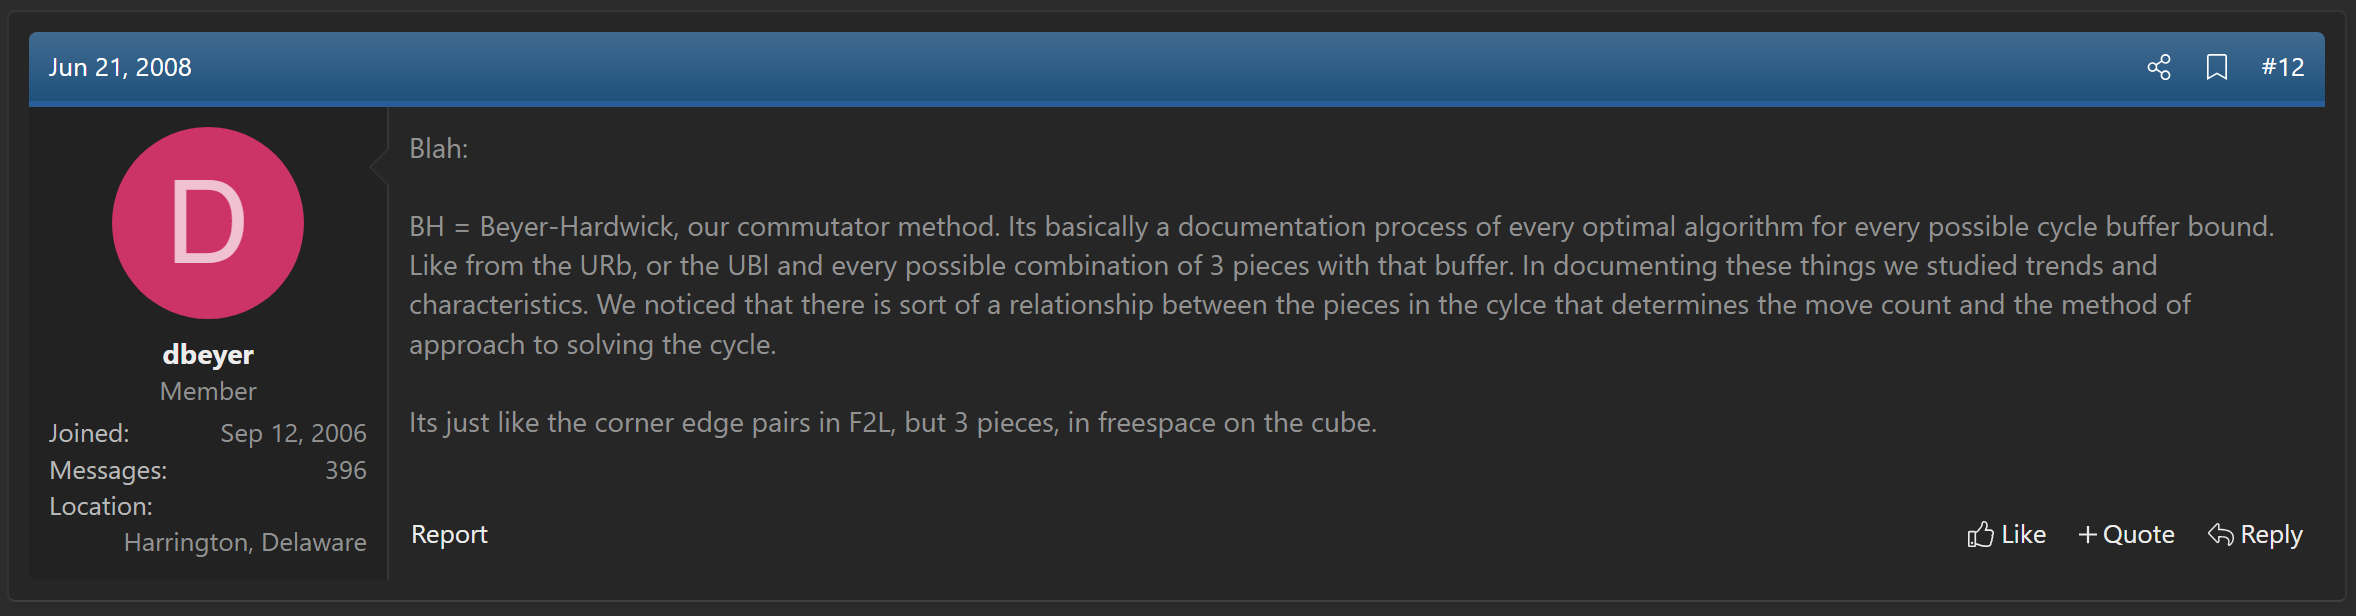 Jun 21, 2008
#12
D
dbeyer
Member
Joined: Sep 12, 2006
Messages: 396
Location:
Harrington, Delaware
Blah:
BH = Beyer-Hardwick, our commutator method. Its basically a documentation process of every optimal algorithm for every possible cycle buffer bound.
Like from the URb, or the UBl and every possible combination of 3 pieces with that buffer. In documenting these things we studied trends and
characteristics. We noticed that there is sort of a relationship between the pieces in the cylce that determines the move count and the method of
approach to solving the cycle.
Its just like the corner edge pairs in F2L, but 3 pieces, in freespace on the cube.
Report
Like
+ Quote
Reply